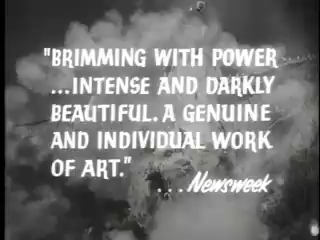 "BRIMMING WITH POWER
...INTENSE AND DARKLY
BEAUTIFUL. A GENUINE
AND INDIVIDUAL WORK
OF ART."
...Newsweek